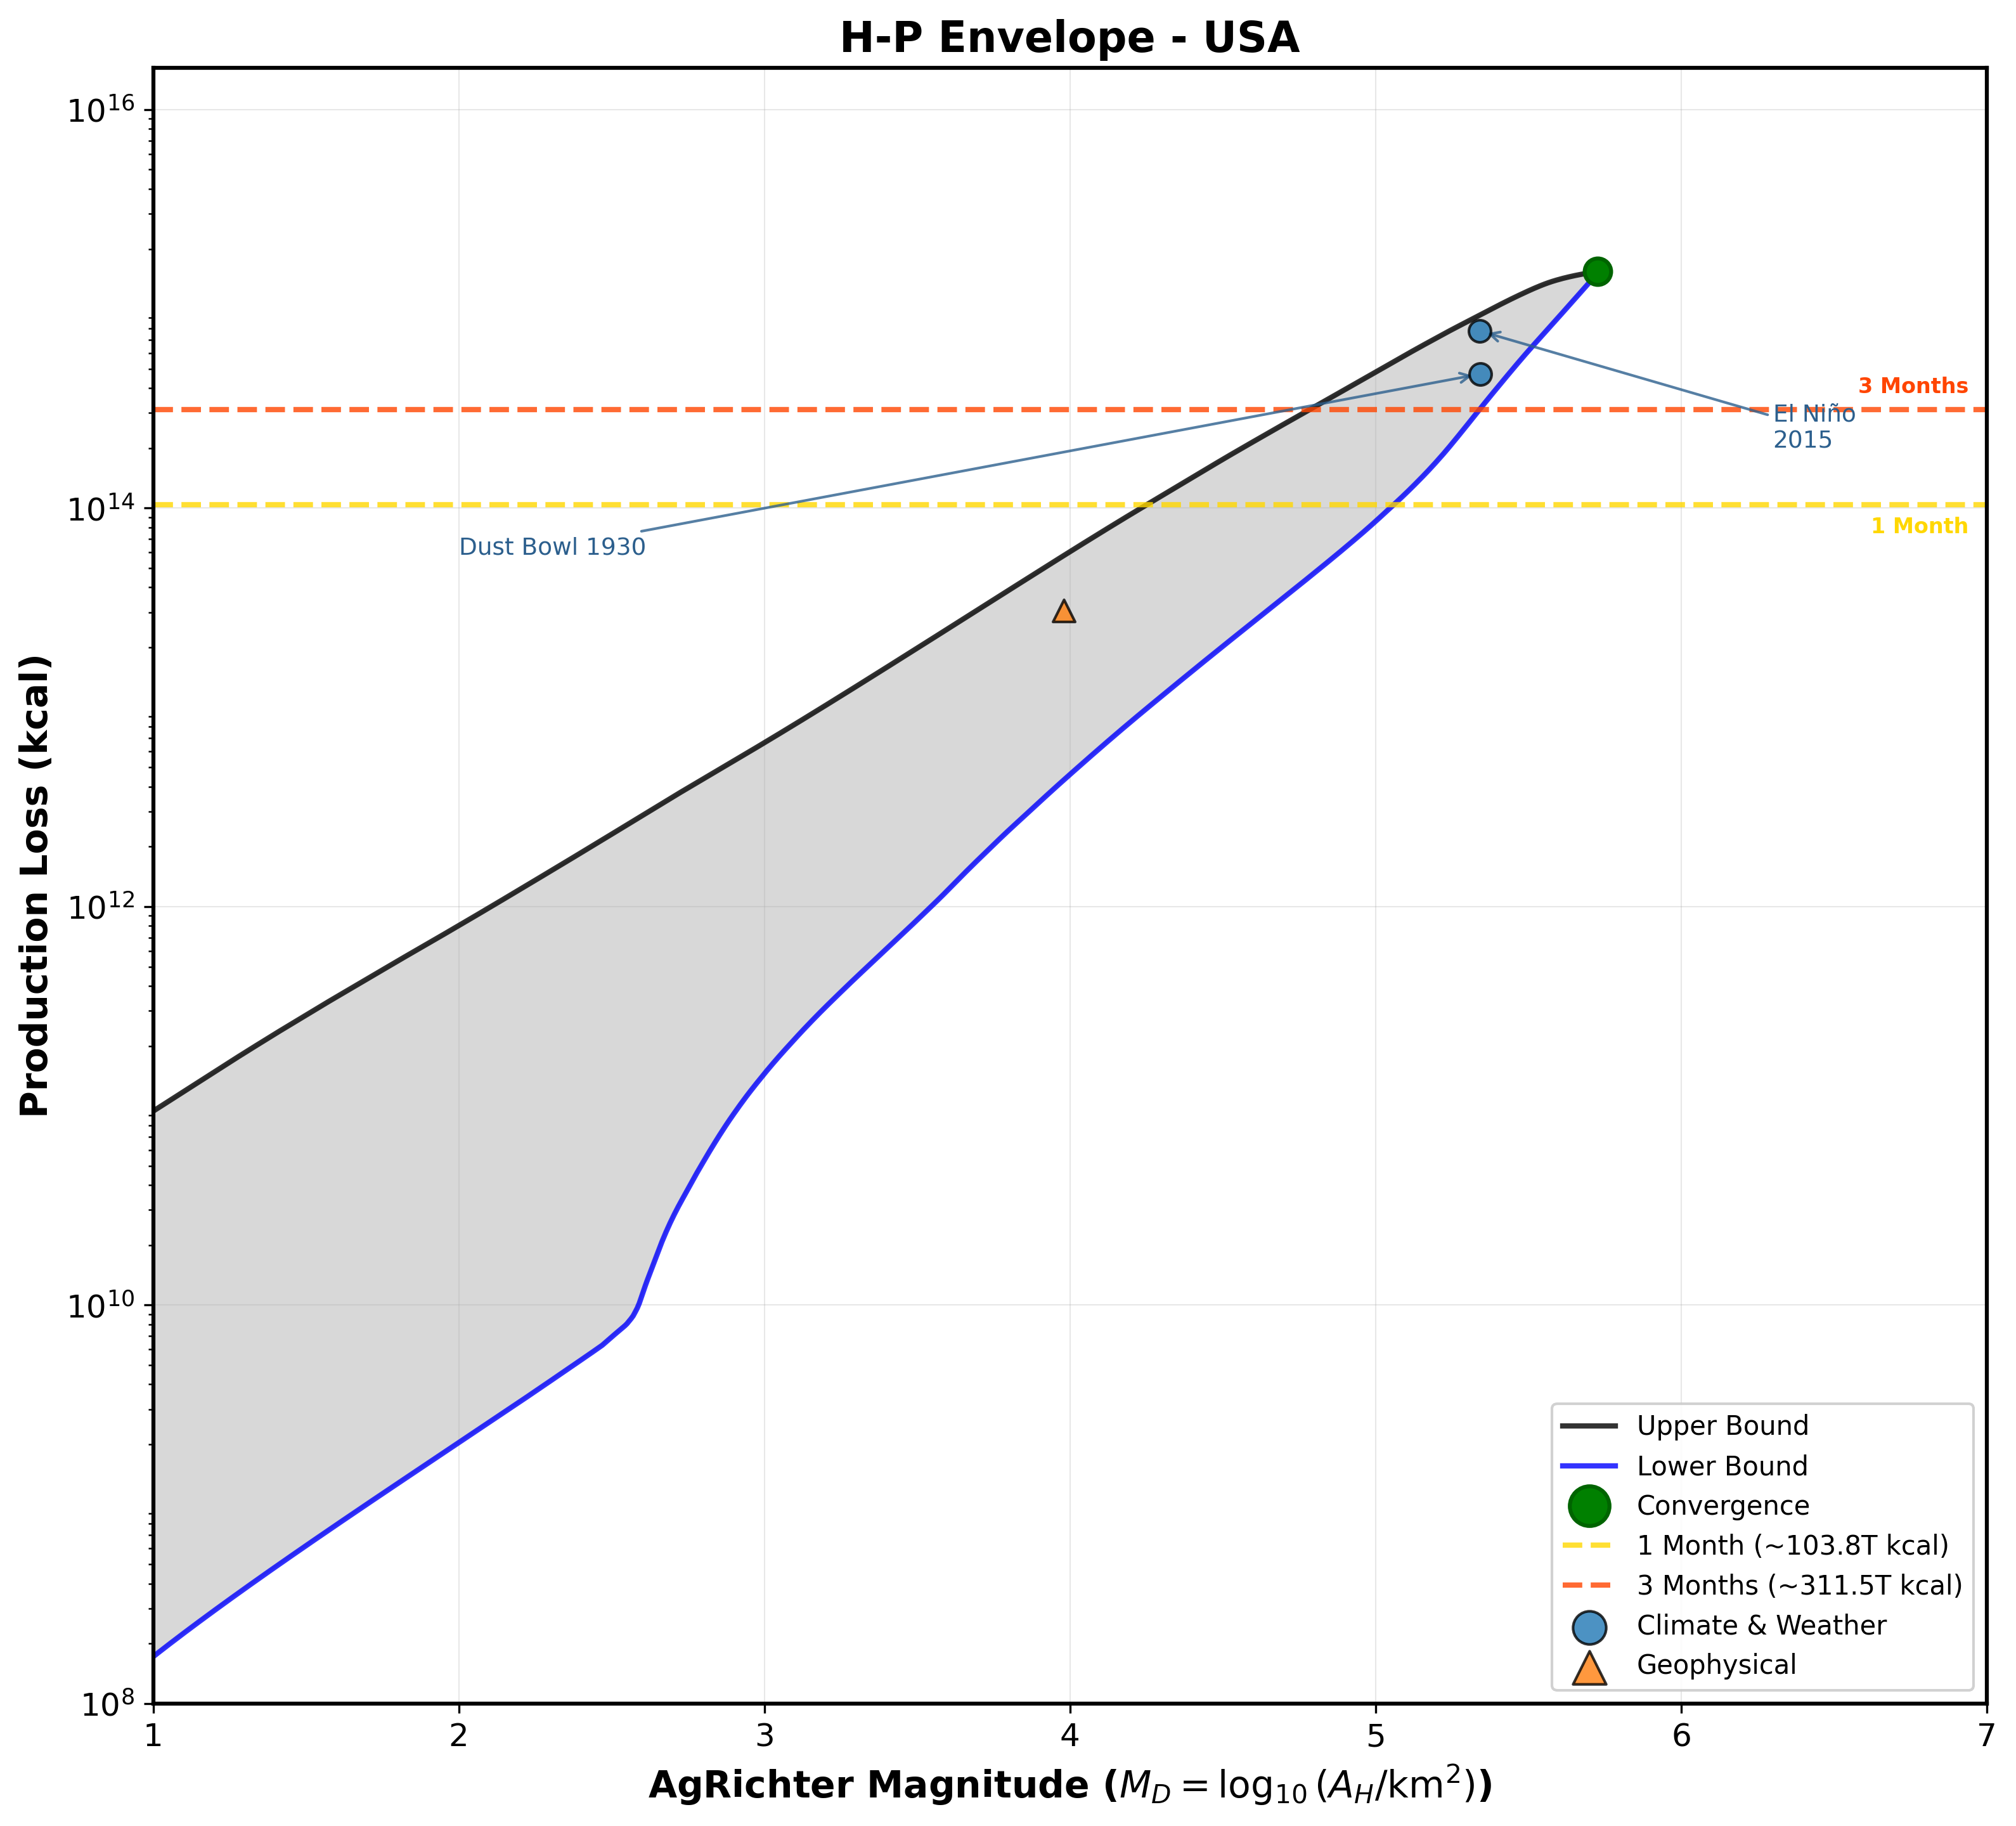 H-P Envelope - USA
Production Loss (kcal)
10^16
10^14
10^12
10^10
10^8
3 Months
El Niño
2015
1 Month
Dust Bowl 1930
Upper Bound
Lower Bound
Convergence
1 Month (~103.8T kcal)
3 Months (~311.5T kcal)
Climate & Weather
Geophysical
1 2 3 4 5 6 7
AgRichter Magnitude (M_D = log_10 (A_H/km^2))